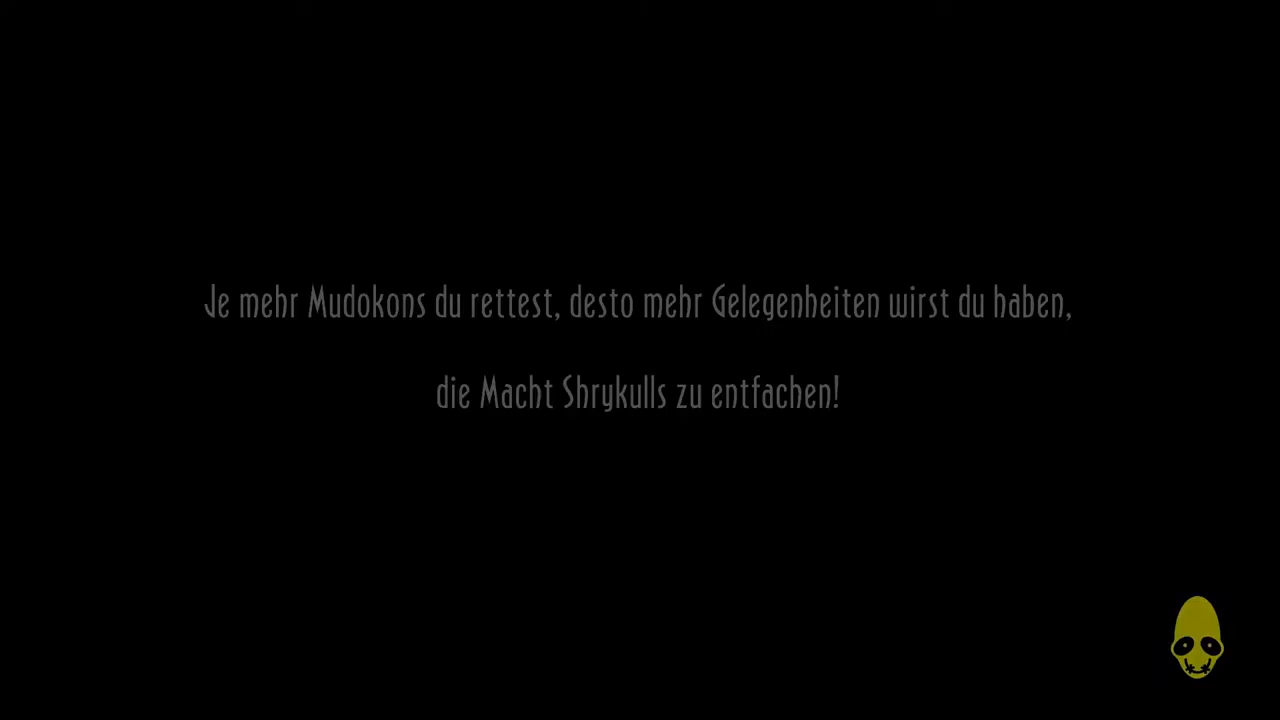 Je mehr Mudokons du rettest, desto mehr Gelegenheiten wirst du haben,
die Macht Shrykulls zu entfachen!